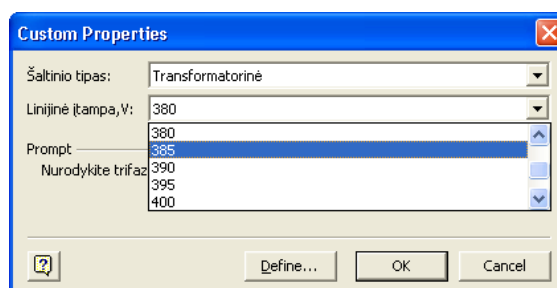 Custom Properties
Šaltinio tipas: Transformatorinė
Linijinė įtampa,V: 380
380
385
390
395
400
Prompt
Nurodykite trifaz
Define... OK Cancel